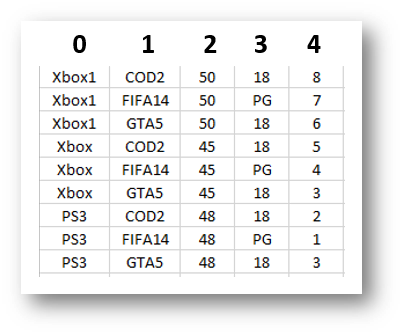 0 1 2 3 4
Xbox1 COD2 50 18 8
Xbox1 FIFA14 50 PG 7
Xbox1 GTA5 50 18 6
Xbox COD2 45 18 5
Xbox FIFA14 45 PG 4
Xbox GTA5 45 18 3
PS3 COD2 48 18 2
PS3 FIFA14 48 PG 1
PS3 GTA5 48 18 3